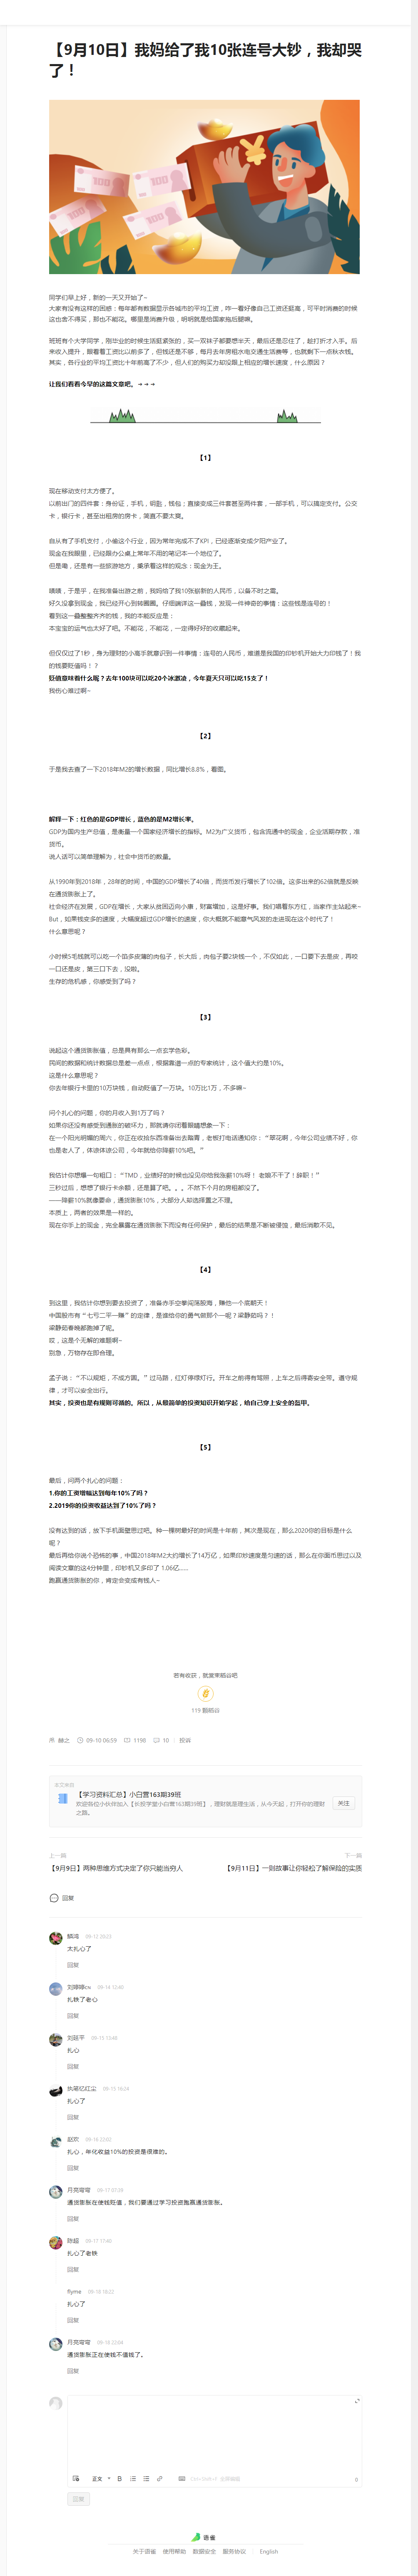 【9月10日】我妈给了我10张连号大钞，我却哭
了！
100
100
100
100
同学们早上好，新的一天又开始了~
大家有没有这样的困惑：每年都有数据显示各城市的平均工资，咋一看好像自己工资还挺高，可平时消费的时候
这也舍不得买，那也不能花。哪里是消费升级，明明就是给国家拖后腿嘛。
班班有个大学同学，刚毕业的时候生活挺紧张的，买一双袜子都要想半天，最后还是忍住了，趁打折才入手。后
来收入提升，眼看着工资比以前多了，但钱还是不够，每月去年房租水电交通生活费等，也就剩下一点秋衣钱。
其实，各行业的平均工资比十年前高了不少，但人们的购买力却没跟上相应的增长速度，什么原因？
让我们看看今早的这篇文章吧。→→→
【1】
现在移动支付太方便了。
以前出门的四件套：身份证，手机，钥匙，钱包；直接变成三件套甚至两件套，一部手机，可以搞定支付。公交
卡，银行卡，甚至出租房的房卡，简直不要太爽。
自从有了手机支付，小偷这个行业，因为常年完成不了KPI，已经逐渐变成夕阳产业了。
现金在我眼里，已经跟办公桌上常年不用的笔记本一个地位了。
但是嘞，还是有一些旅游地方，秉承着这样的观念：现金为王。
嘖嘖，于是乎，在我准备出游之前，我妈给了我10张崭新的人民币，以备不时之需。
好久没拿到现金，我已经开心到转圈圈。仔细端详这一叠钱，发现一件神奇的事情：这些钱是连号的！
看到这一叠整整齐齐的钱，我的本能反应是：
本宝宝的运气也太好了吧。不能花，不能花，一定得好好的收藏起来。
但仅仅过了1秒，身为理财的小高手就意识到一件事情：连号的人民币，难道是我国的印钞机开始大力印钱了！我
的钱要贬值吗！？
贬值意味着什么呢？去年100块可以吃20个冰激凌，今年夏天只可以吃15支了！
我伤心难过啊~
【2】
于是我去查了一下2018年M2的增长数据，同比增长8.8%，看图。
解释一下：红色的是GDP增长，蓝色的是M2增长率。
GDP为国内生产总值，是衡量一个国家经济增长的指标。M2为广义货币，包含流通中的现金，企业活期存款，准
货币。
说人话可以简单理解为，社会中货币的数量。
从1990年到2018年，28年的时间，中国的GDP增长了40倍，而货币发行增长了102倍。这多出来的62倍就是反映
在通货膨胀上了。
社会经济在发展，GDP在增长，大家从贫困迈向小康，财富增加，这是好事。我们唱着东方红，当家作主站起来~
But，如果钱变多的速度，大幅度超过GDP增长的速度，你大概就不能意气风发的走进现在这个时代了！
什么意思呢？
小时候5毛钱就可以吃一个馅多皮薄的肉包子，长大后，肉包子要2块钱一个，不仅如此，一口要下去是皮，再咬
一口还是皮，第三口下去，没啦。
生存的危机感，你感受到了吗？
【3】
说起这个通货膨胀值，总是具有那么一点玄学色彩。
民间的数据和统计数据总是差一点点，根据靠谱一点的专家统计，这个值大约是10%。
这是什么意思呢？
你去年银行卡里的10万块钱，自动贬值了一万块。10万比1万，不多嘛~
问个扎心的问题，你的月收入到1万了吗？
如果你还没有感受到通胀的破坏力，那就请你闭着眼瞎想象一下：
在一个阳光明媚的周六，你正在收拾东西准备出去踏青，老板打电话通知你：“翠花啊，今年公司业绩不好，你
也是老人了，体谅体谅公司，今年就给你降薪10%吧。”
我估计你想爆一句粗口：“TMD，业绩好的时候也没见你给我涨薪10%呀！ 老娘不干了！辞职！”
三秒过后，想想了银行卡余额，还是算了吧。。。不然下个月的房租都没了。
——降薪10%就像要命，通货膨胀10%，大部分人却选择置之不理。
本质上，两者的效果是一样的。
现在你手上的现金，完全暴露在通货膨胀下而没有任何保护，最后的结果是不断被侵蚀，最后消散不见。
【4】
到这里，我估计你想到要去投资了，准备赤手空拳闯荡股海，赚他一个底朝天！
中国股市有“七亏二平一赚”的定律，是谁给你的勇气做那个一呢？梁静茹吗？！
梁静茹春晚都跑掉了呢。
哎，这是个无解的难题啊~
别急，万物存在即合理。
孟子说：“不以规矩，不成方圆。”过马路，红灯停绿灯行。开车之前得有驾照，上车之后得寄安全带。遵守规
律，才可以安全出行。
其实，投资也是有规则可循的。所以，从最简单的投资知识开始学起，给自己穿上安全的盔甲。
【5】
最后，问两个扎心的问题：
1.你的工资增幅达到每年10%了吗？
2.2019你的投资收益达到了10%了吗？
没有达到的话，放下手机面壁思过吧。种一棵树最好的时间是十年前，其次是现在，那么2020你的目标是什么
呢？
最后再给你说个恐怖的事，中国2018年M2大约增长了14万亿，如果印炒速度是匀速的话，那么在你面币思过以及
阅读文章的这4分钟里，印钞机又多印了 1.06亿……
跑赢通货膨胀的你，肯定会变成有钱人~
若有收获，就赏束稻谷吧
119 颗稻谷
09-10 06:59
1198
10
投诉
本文来自
【学习资料汇总】小白营163期39班
欢迎各位小伙伴加入【长投学堂小白营163期39班】，理财就是理生活，从今天起，打开你的理财
之路。
关注
上一篇
下一篇
【9月9日】两种思维方式决定了你只能当穷人
【9月11日】一则故事让你轻松了解保险的实质
回复
09-12 20:23
太扎心了
回复
09-14 12:40
扎铁了老心
回复
刘延平
扎心
回复
扎心了
回复
赵欢
09-16 22:02
扎心，年化收益10%的投资是很难的。
回复
月亮弯弯
09-17 07:39
通货膨胀在使钱贬值，我们要通过学习投资跑赢通货膨胀。
回复
陈超
09-17 17:40
扎心了老铁
回复
flyme
09-18 18:22
扎心了
回复
月亮弯弯
09-18 22:04
通货膨胀正在使钱不值钱了。
回复
正文
B
0
回复
语雀
关于语雀 使用帮助 数据安全 服务协议 English